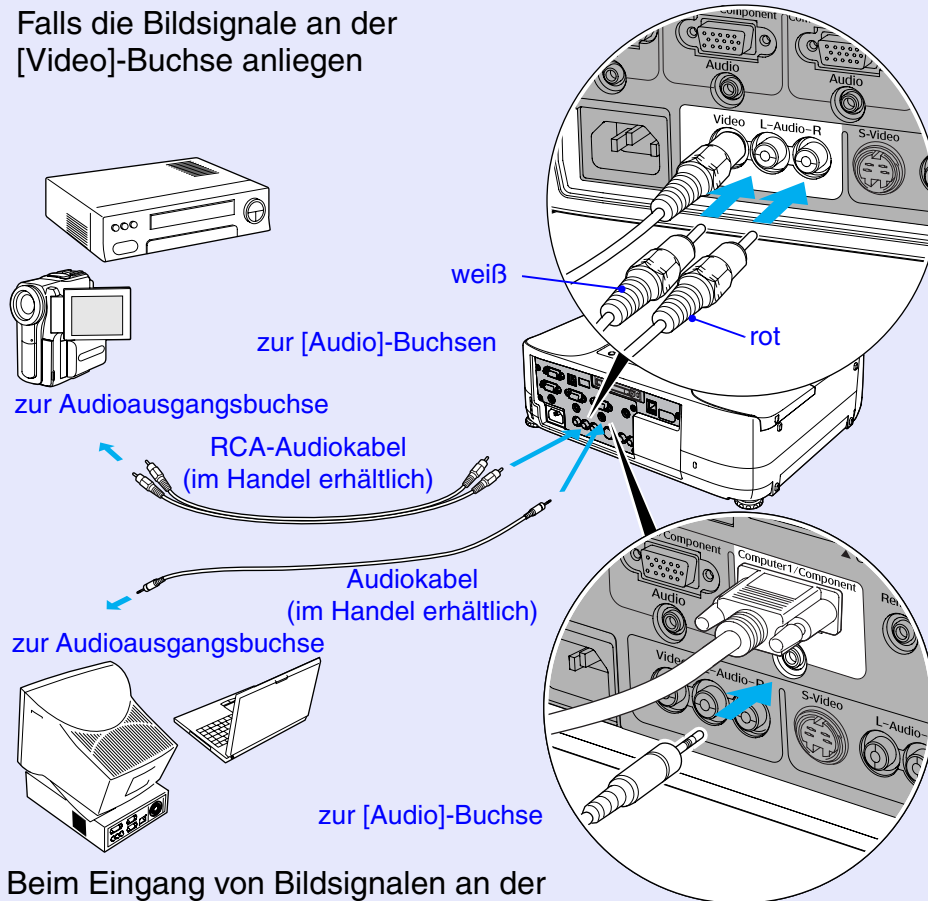 Falls die Bildsignale an der
[Video]-Buchse anliegen
Component
Audio
Audio
Video
L-Audio-R
S-Video
weiß
rot
zur [Audio]-Buchsen
zur Audioausgangsbuchse
RCA-Audiokabel
(im Handel erhältlich)
Audiokabel
(im Handel erhältlich)
zur Audioausgangsbuchse
Component
Computer1/Component
Audio
S-Video
L-Audio-
zur [Audio]-Buchse
Beim Eingang von Bildsignalen an der